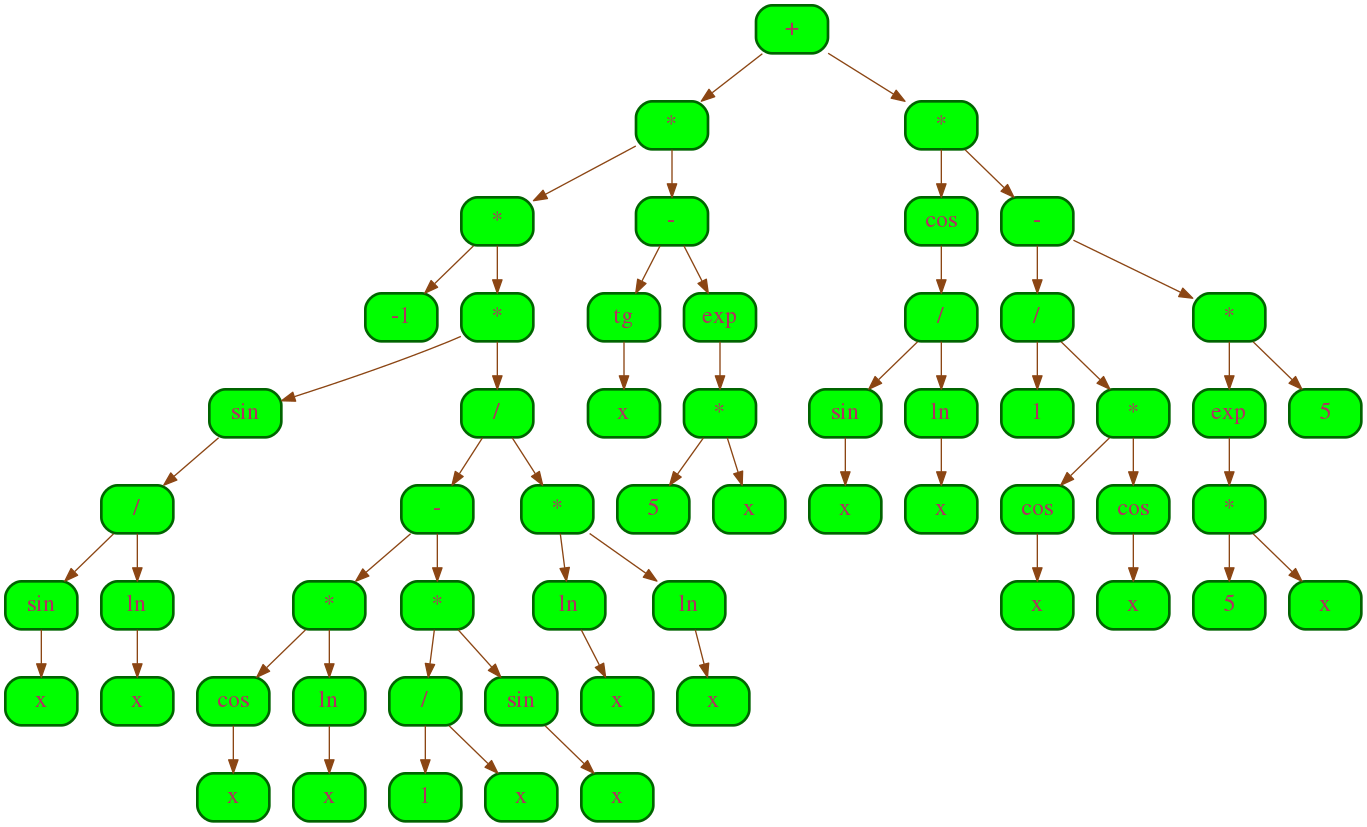 +
* *
* - cos -
-1 * tg exp / / *
sin / x * sin ln 1 * exp 5
/ - * 5 x x x cos cos *
sin ln * * ln ln x x 5 x
x x cos ln / sin x x
x x 1 x x